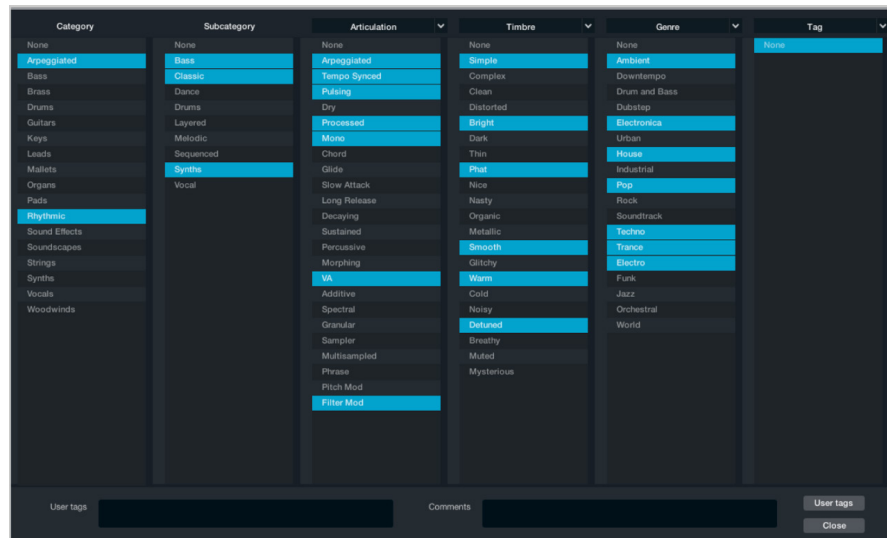 Category
Subcategory
Articulation
Timbre
Genre
Tag
None
Arpeggiated
Bass
Brass
Drums
Guitars
Keys
Leads
Mallets
Organs
Pads
Rhythmic
Sound Effects
Soundscapes
Strings
Synths
Vocals
Woodwinds
None
Bass
Classic
Dance
Drums
Layered
Melodic
Sequenced
Synths
Vocal
None
Arpeggiated
Tempo Synced
Pulsing
Dry
Processed
Mono
Chord
Glide
Slow Attack
Long Release
Decaying
Sustained
Percussive
Morphing
VA
Additive
Spectral
Granular
Sampler
Multisampled
Phrase
Pitch Mod
Filter Mod
None
Simple
Complex
Clean
Distorted
Bright
Dark
Thin
Phat
Nice
Nasty
Organic
Metallic
Smooth
Glitchy
Warm
Cold
Noisy
Detuned
Breathy
Muted
Mysterious
None
Ambient
Downtempo
Drum and Bass
Dubstep
Electronica
Urban
House
Industrial
Pop
Rock
Soundtrack
Techno
Trance
Electro
Funk
Jazz
Orchestral
World
None
User tags
Comments
User tags
Close